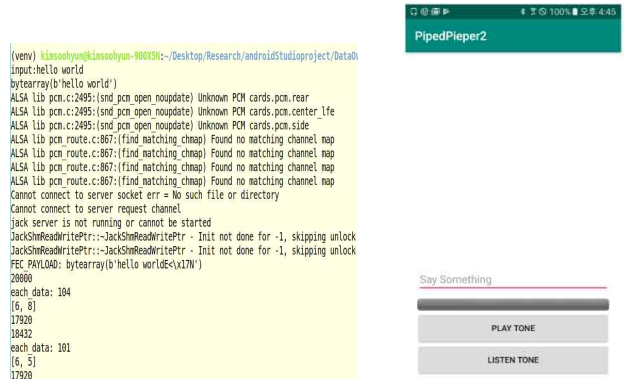 (venv) kimsoohyun@kimsoohyun-900X5N:~/Desktop/Research/androidStudioproject/DataOv
input:hello world
bytearray(b'hello world')
ALSA lib pcm.c:2495:(snd_pcm_open_noupdate) Unknown PCM cards.pcm.rear
ALSA lib pcm.c:2495:(snd_pcm_open_noupdate) Unknown PCM cards.pcm.center_lfe
ALSA lib pcm.c:2495:(snd_pcm_open_noupdate) Unknown PCM cards.pcm.side
ALSA lib pcm_route.c:867:(find_matching_chmap) Found no matching channel map
ALSA lib pcm_route.c:867:(find_matching_chmap) Found no matching channel map
ALSA lib pcm_route.c:867:(find_matching_chmap) Found no matching channel map
ALSA lib pcm_route.c:867:(find_matching_chmap) Found no matching channel map
Cannot connect to server socket err = No such file or directory
Cannot connect to server request channel
jack server is not running or cannot be started
JackShmReadWritePtr::~JackShmReadWritePtr - Init not done for -1, skipping unlock
JackShmReadWritePtr::~JackShmReadWritePtr - Init not done for -1, skipping unlock
FEC_PAYLOAD: bytearray(b'hello worldE<\x17N')
20000
each_data: 104
[6, 8]
17920
18432
each_data: 101
[6, 5]
17920
100% 오후 4:45
PipedPieper2
Say Something
PLAY TONE
LISTEN TONE